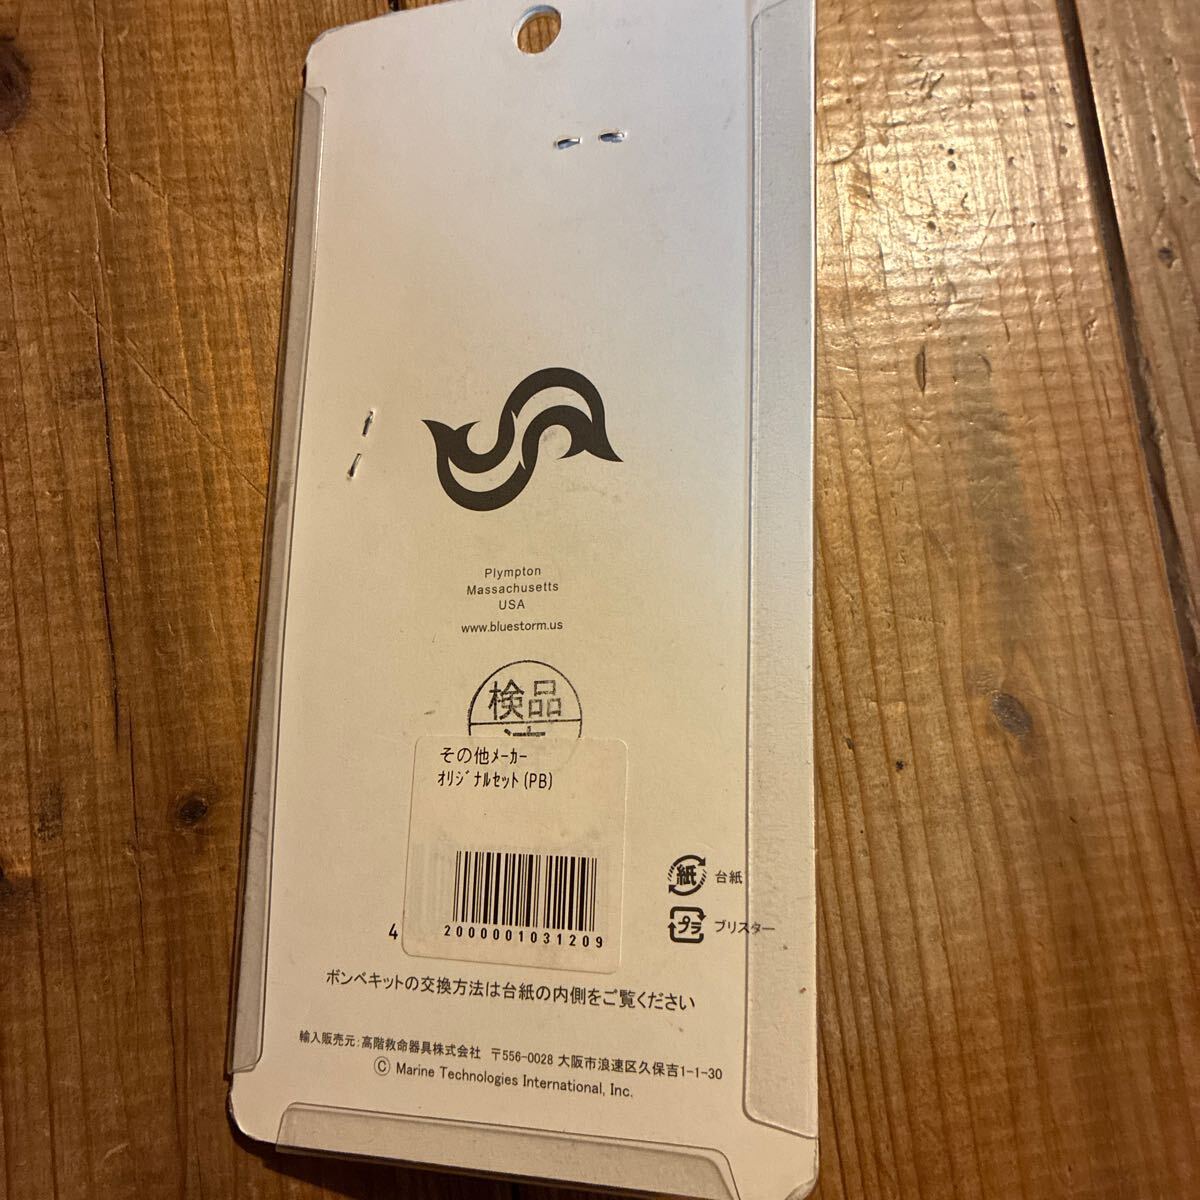 Plympton
Massachusetts
USA
www.bluestorm.us
検品
その他ﾒｰｶｰ
ｵﾘｼﾞﾅﾙｾｯﾄ(PB)
4
2000001031209
紙 台紙
プラ ブリスター
ボンベキットの交換方法は台紙の内側をご覧ください
輸入販売元:高階救命器具株式会社 〒556-0028 大阪市浪速区久保吉1-1-30
Ⓒ Marine Technologies International, Inc.